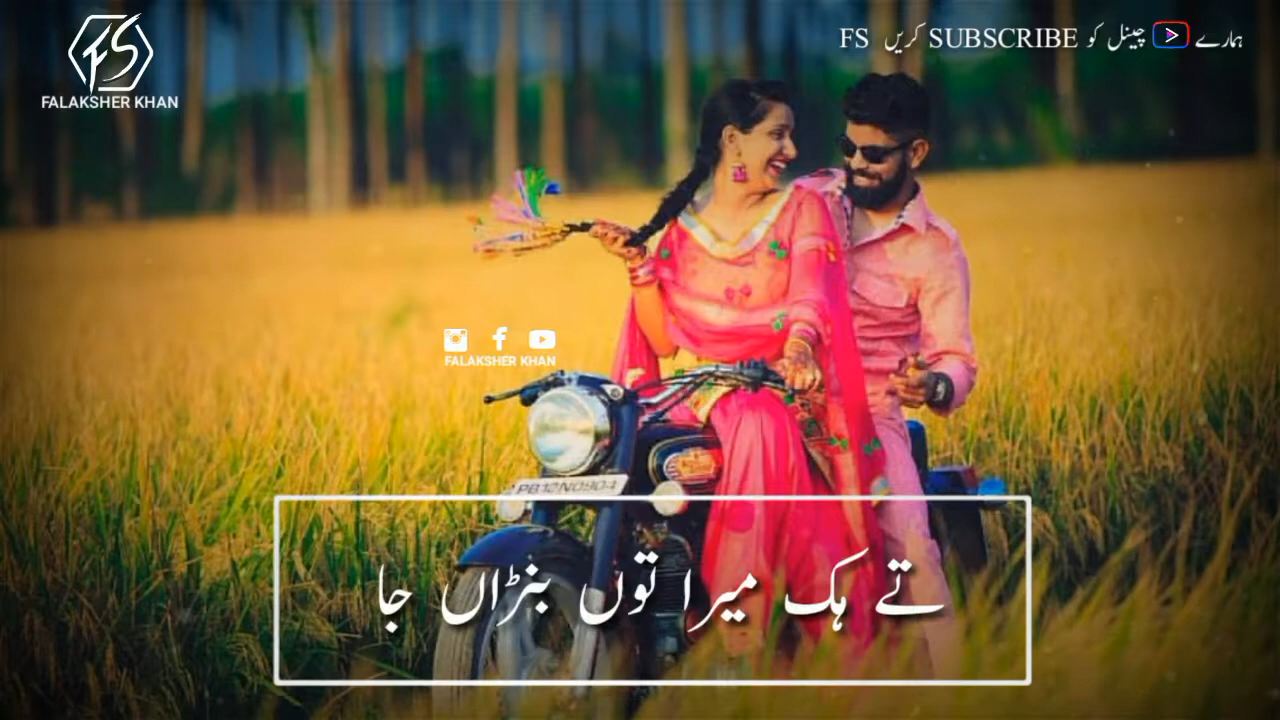 FS
FALAKSHER KHAN
ہمارے چینل کو SUBSCRIBE کریں FS
FALAKSHER KHAN
PB12N0904
تے ہک میرا توں بنڑاں جا